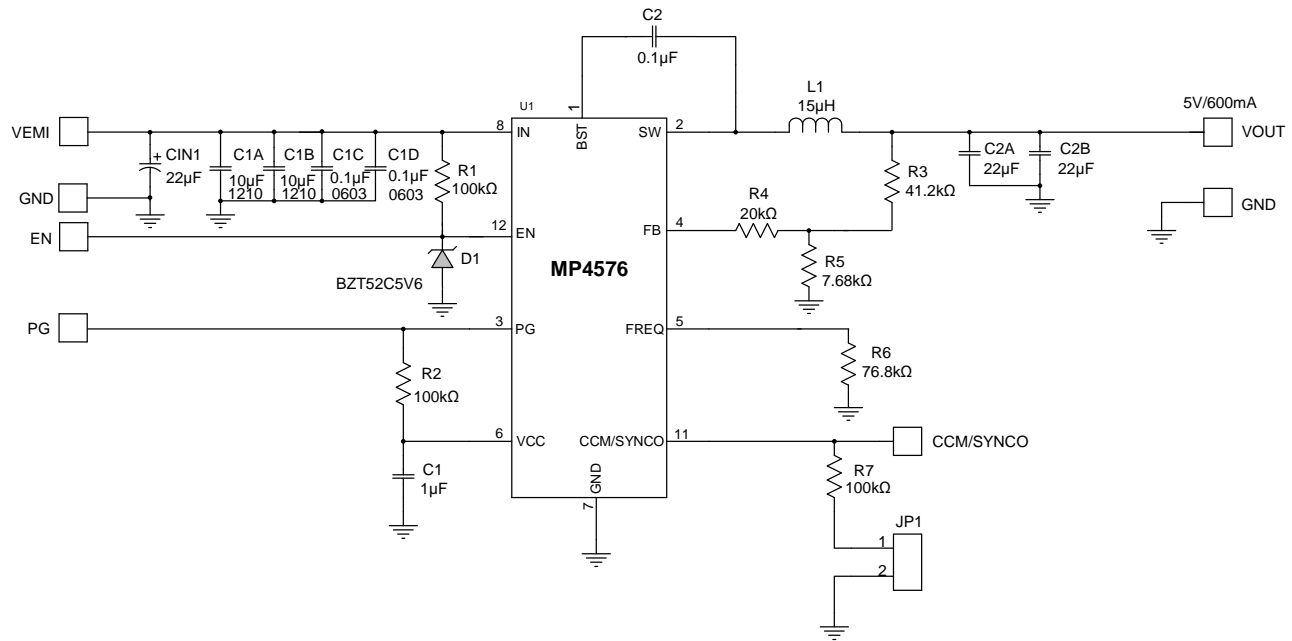 C2
0.1µF
U1
1
BST
L1
15µH
5V/600mA
VEMI
8
IN
SW
2
VOUT
CIN1
22µF
C1A
10µF
1210
C1B
10µF
1210
C1C
0.1µF
0603
C1D
0.1µF
0603
R1
100kΩ
R3
41.2kΩ
C2A
22µF
C2B
22µF
GND
GND
EN
12
EN
FB
4
R4
20kΩ
D1
BZT52C5V6
MP4576
R5
7.68kΩ
PG
3
PG
FREQ
5
R2
100kΩ
R6
76.8kΩ
6
VCC
CCM/SYNCO
11
CCM/SYNCO
C1
1µF
GND
7
R7
100kΩ
JP1
1
2